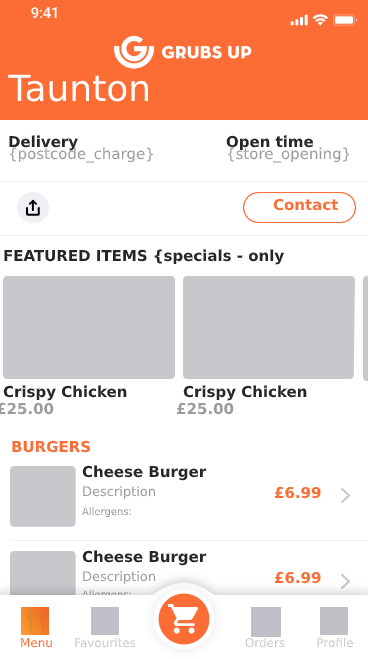 9:41
GRUBS UP
Taunton
Delivery
{postcode_charge}
Open time
{store_opening}
Contact
FEATURED ITEMS {specials - only
Crispy Chicken
£25.00
Crispy Chicken
£25.00
BURGERS
Cheese Burger
Description
Allergens:
£6.99
Cheese Burger
Description
Allergens:
£6.99
Menu
Favourites
Orders
Profile